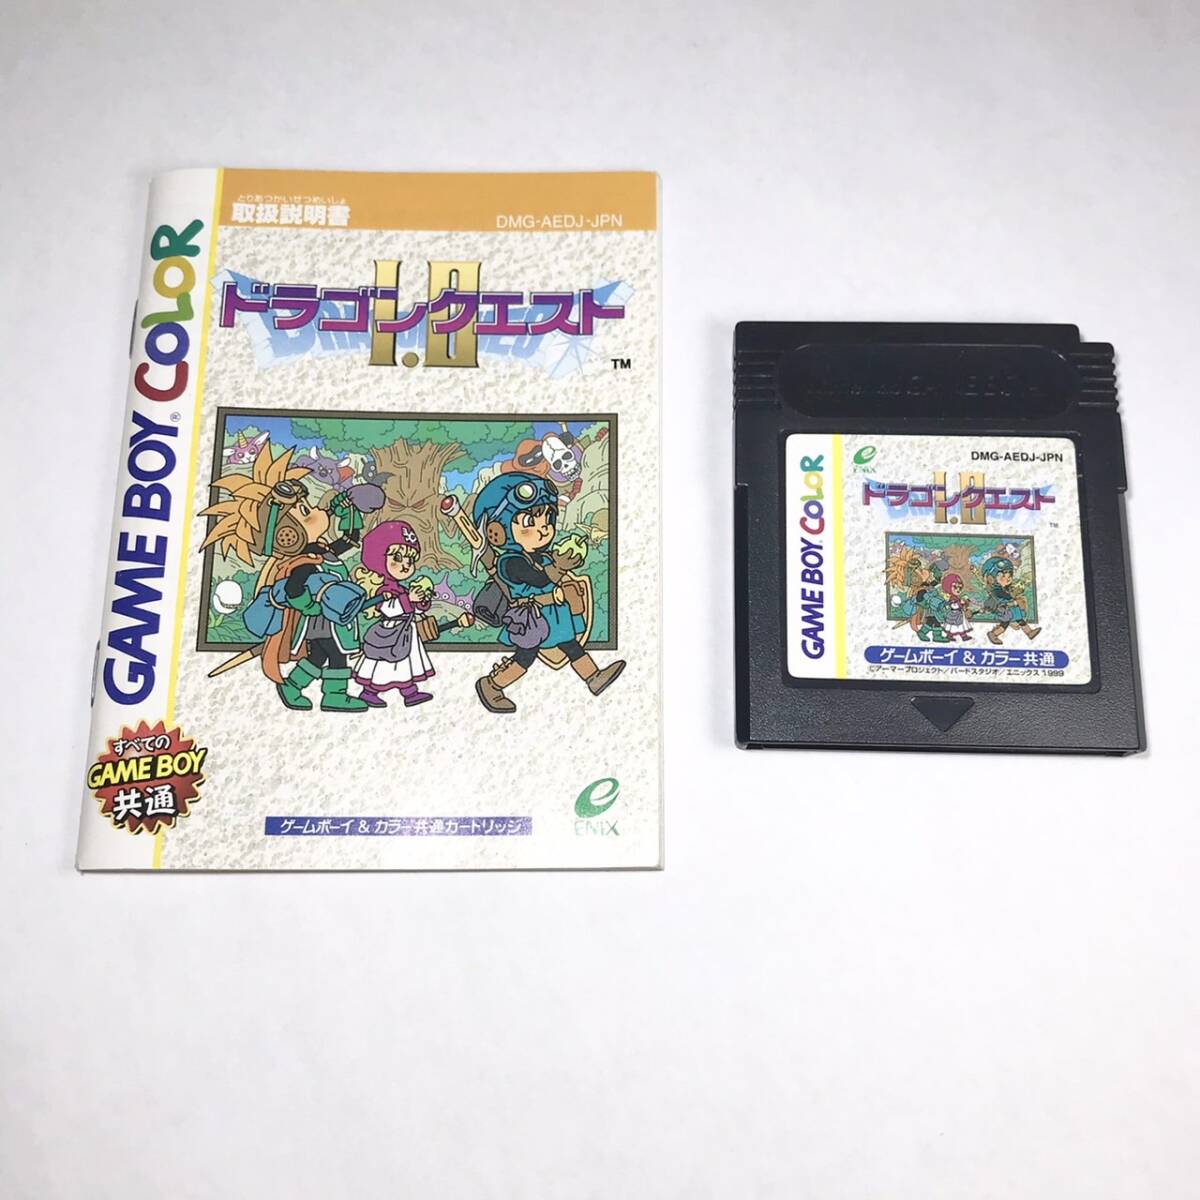 とりあつかいせつめいしょ
取扱説明書
DMG-AEDJ-JPN
GAME BOY COLOR
®
I・II
ドラゴンクエスト
TM
すべての
GAME BOY
共通
ENIX
ゲームボーイ & カラー共通カートリッジ
ENIX
DMG-AEDJ-JPN
GAME BOY COLOR
I・II
ドラゴンクエスト
TM
ゲームボーイ & カラー共通
©アーマープロジェクト/バードスタジオ/エニックス 1999